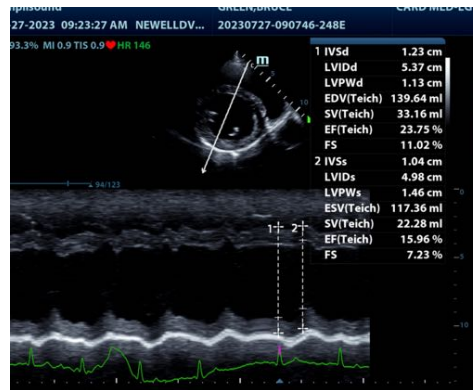 27-2023 09:23:27 AM NEWELLDV... 20230727-090746-248E
93.3% MI 0.9 TIS 0.9 HR 146
m
10
94/123
1 IVSd 1.23 cm
LVIDd 5.37 cm
LVPWd 1.13 cm
EDV(Teich) 139.64 ml
SV(Teich) 33.16 ml
EF(Teich) 23.75 %
FS 11.02 %
2 IVSs 1.04 cm
LVIDs 4.98 cm
LVPWs 1.46 cm
ESV(Teich) 117.36 ml
SV(Teich) 22.28 ml
EF(Teich) 15.96 %
FS 7.23 %
1 2
0
-5
-10